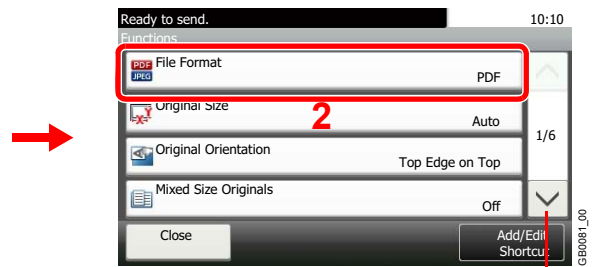 Ready to send.
10:10
Functions
PDF
JPEG
File Format
PDF
2
Original Size
Auto
1/6
Original Orientation
Top Edge on Top
Mixed Size Originals
Off
Close
Add/Edit
Shortcut
GB0081_00